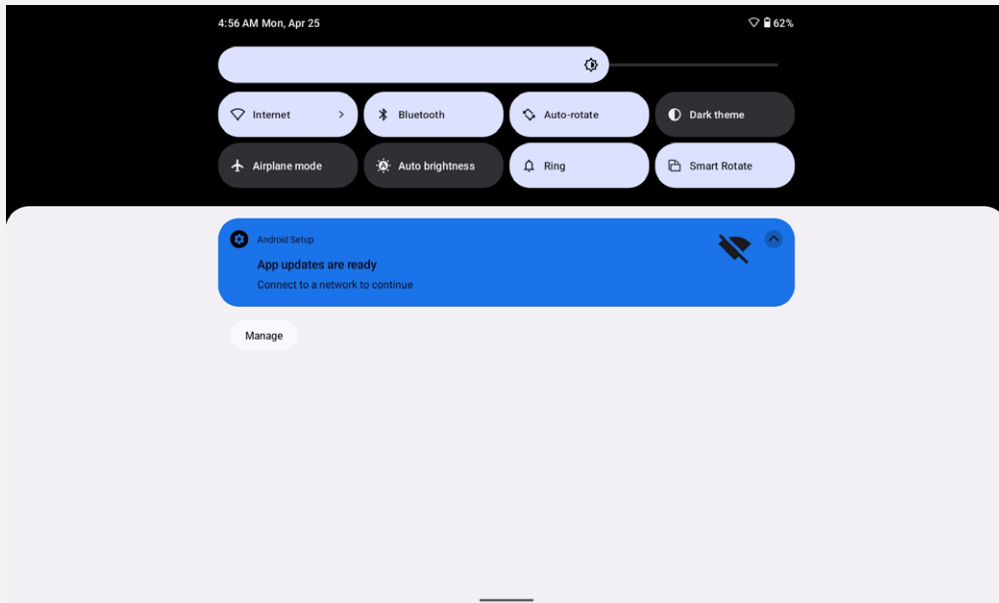 4:56 AM Mon, Apr 25 62%
Internet Bluetooth Auto-rotate Dark theme
Airplane mode Auto brightness Ring Smart Rotate
Android Setup
App updates are ready
Connect to a network to continue
Manage